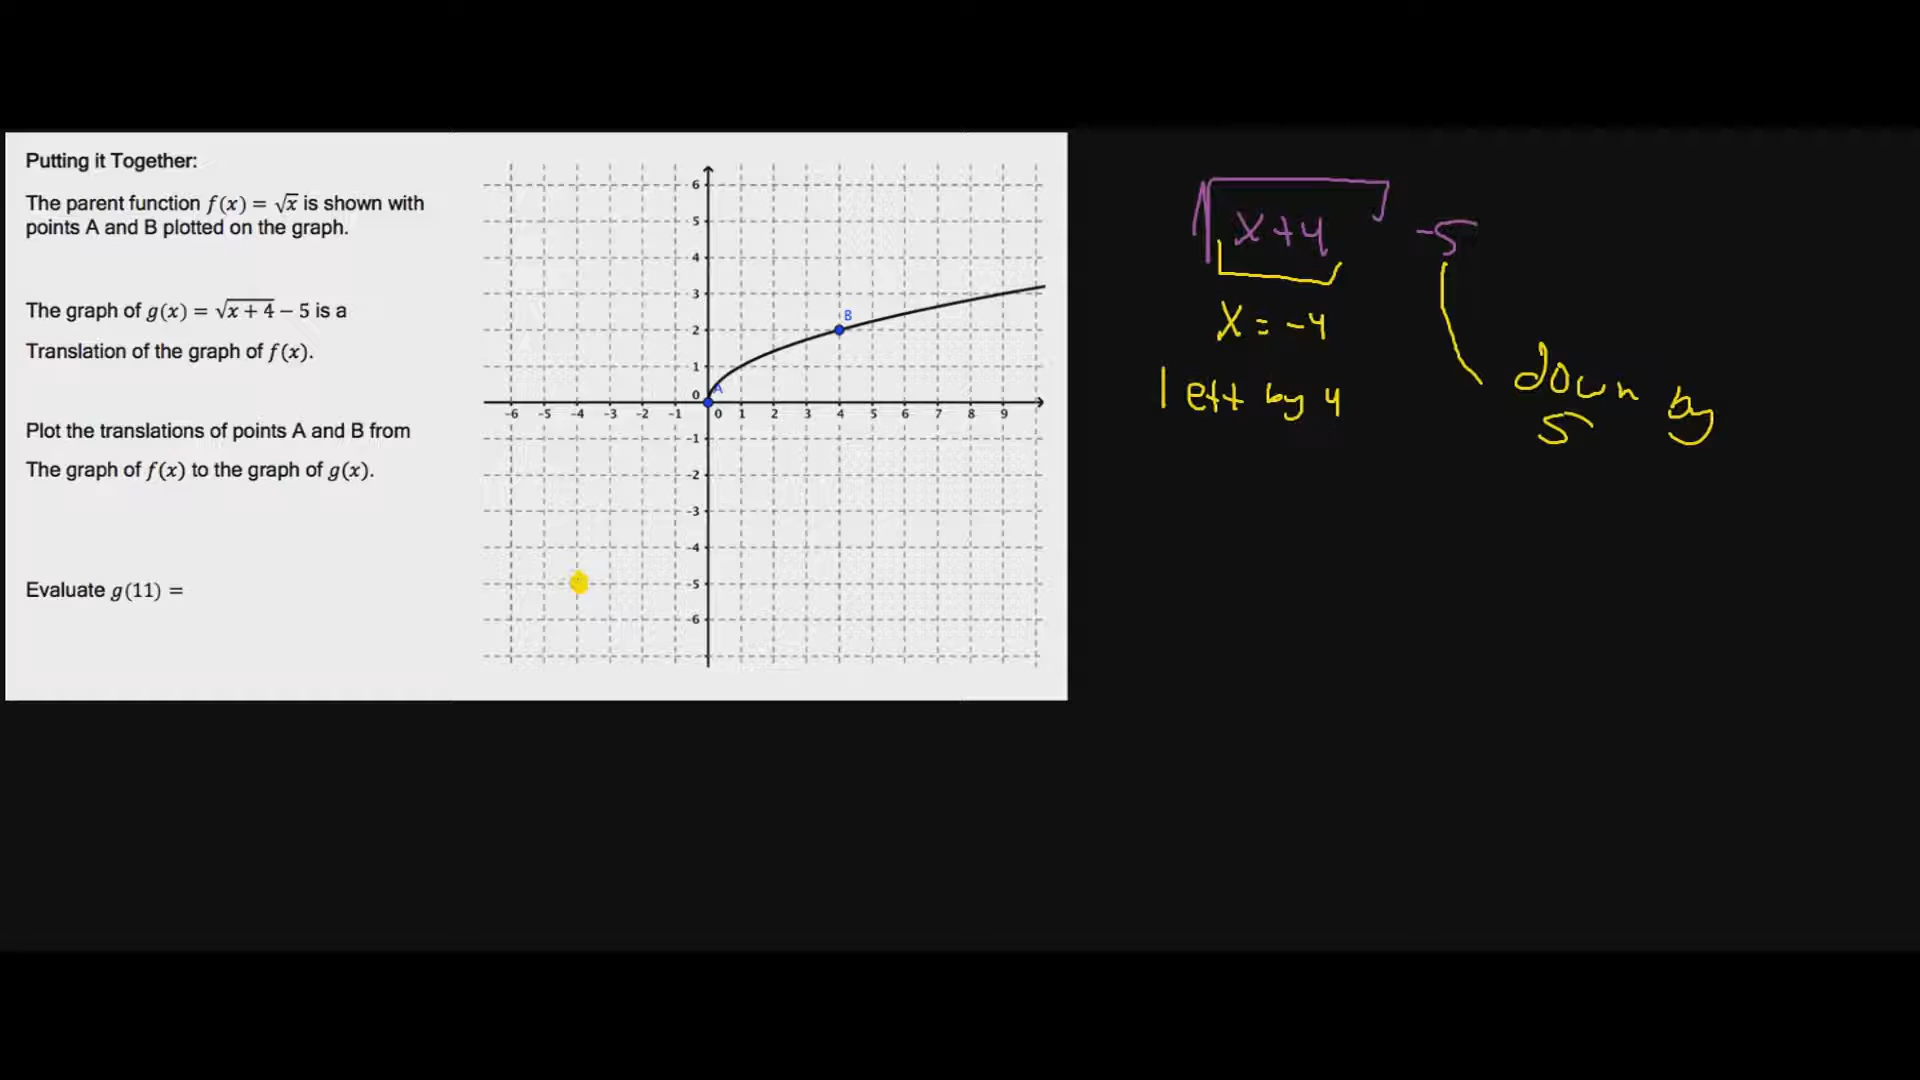 Putting it Together:
The parent function f(x) = √x is shown with
points A and B plotted on the graph.
The graph of g(x) = √x + 4 − 5 is a
Translation of the graph of f(x).
Plot the translations of points A and B from
The graph of f(x) to the graph of g(x).
Evaluate g(11) =
6
5
4
3
2
1
0
-1
-2
-3
-4
-5
-6
-6 -5 -4 -3 -2 -1 0 1 2 3 4 5 6 7 8 9
A
B
√x+4 -5
x = -4
left by 4
down by
5